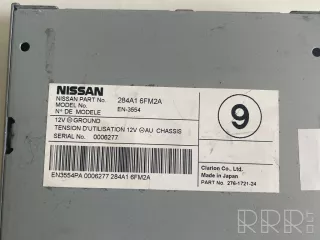 NISSAN
NISSAN PART No. 284A1 6FM2A
MODEL No. EN-3554
N° DE MODELE
12V ⊖ GROUND
TENSION D'UTILISATION 12V ⊖ AU CHASSIS
SERIAL No. 0006277
EN3554PA 0006277 284A1 6FM2A
9
Clarion Co., Ltd.
Made in Japan
PART NO. 276-1721-24
RRR